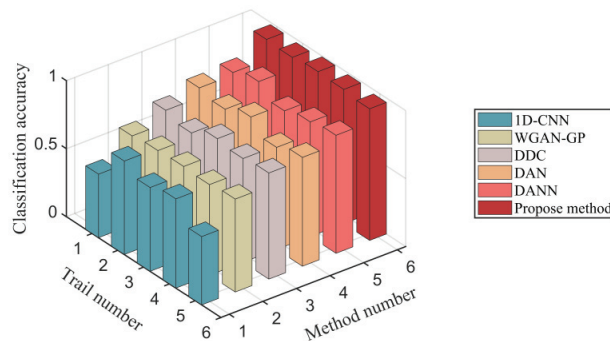 Classification accuracy
1
0.5
0
1
2
3
4
5
6
Trail number
1
2
3
4
5
6
Method number
1D-CNN
WGAN-GP
DDC
DAN
DANN
Propose method